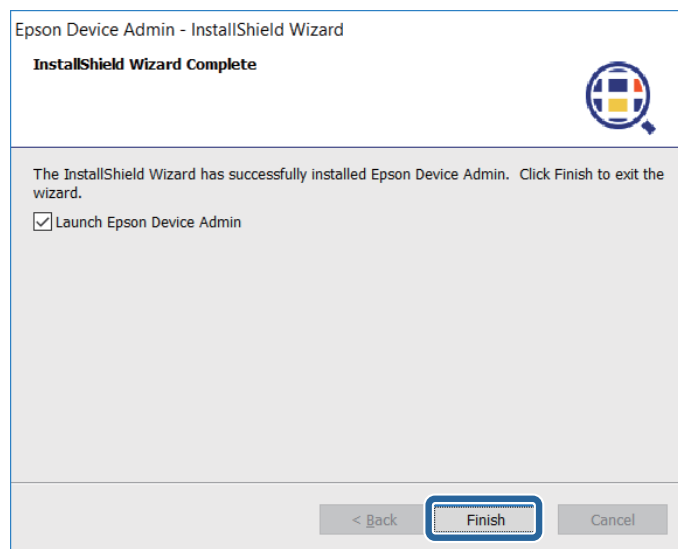 Epson Device Admin - InstallShield Wizard
InstallShield Wizard Complete
The InstallShield Wizard has successfully installed Epson Device Admin.  Click Finish to exit the
wizard.
Launch Epson Device Admin
< Back
Finish
Cancel